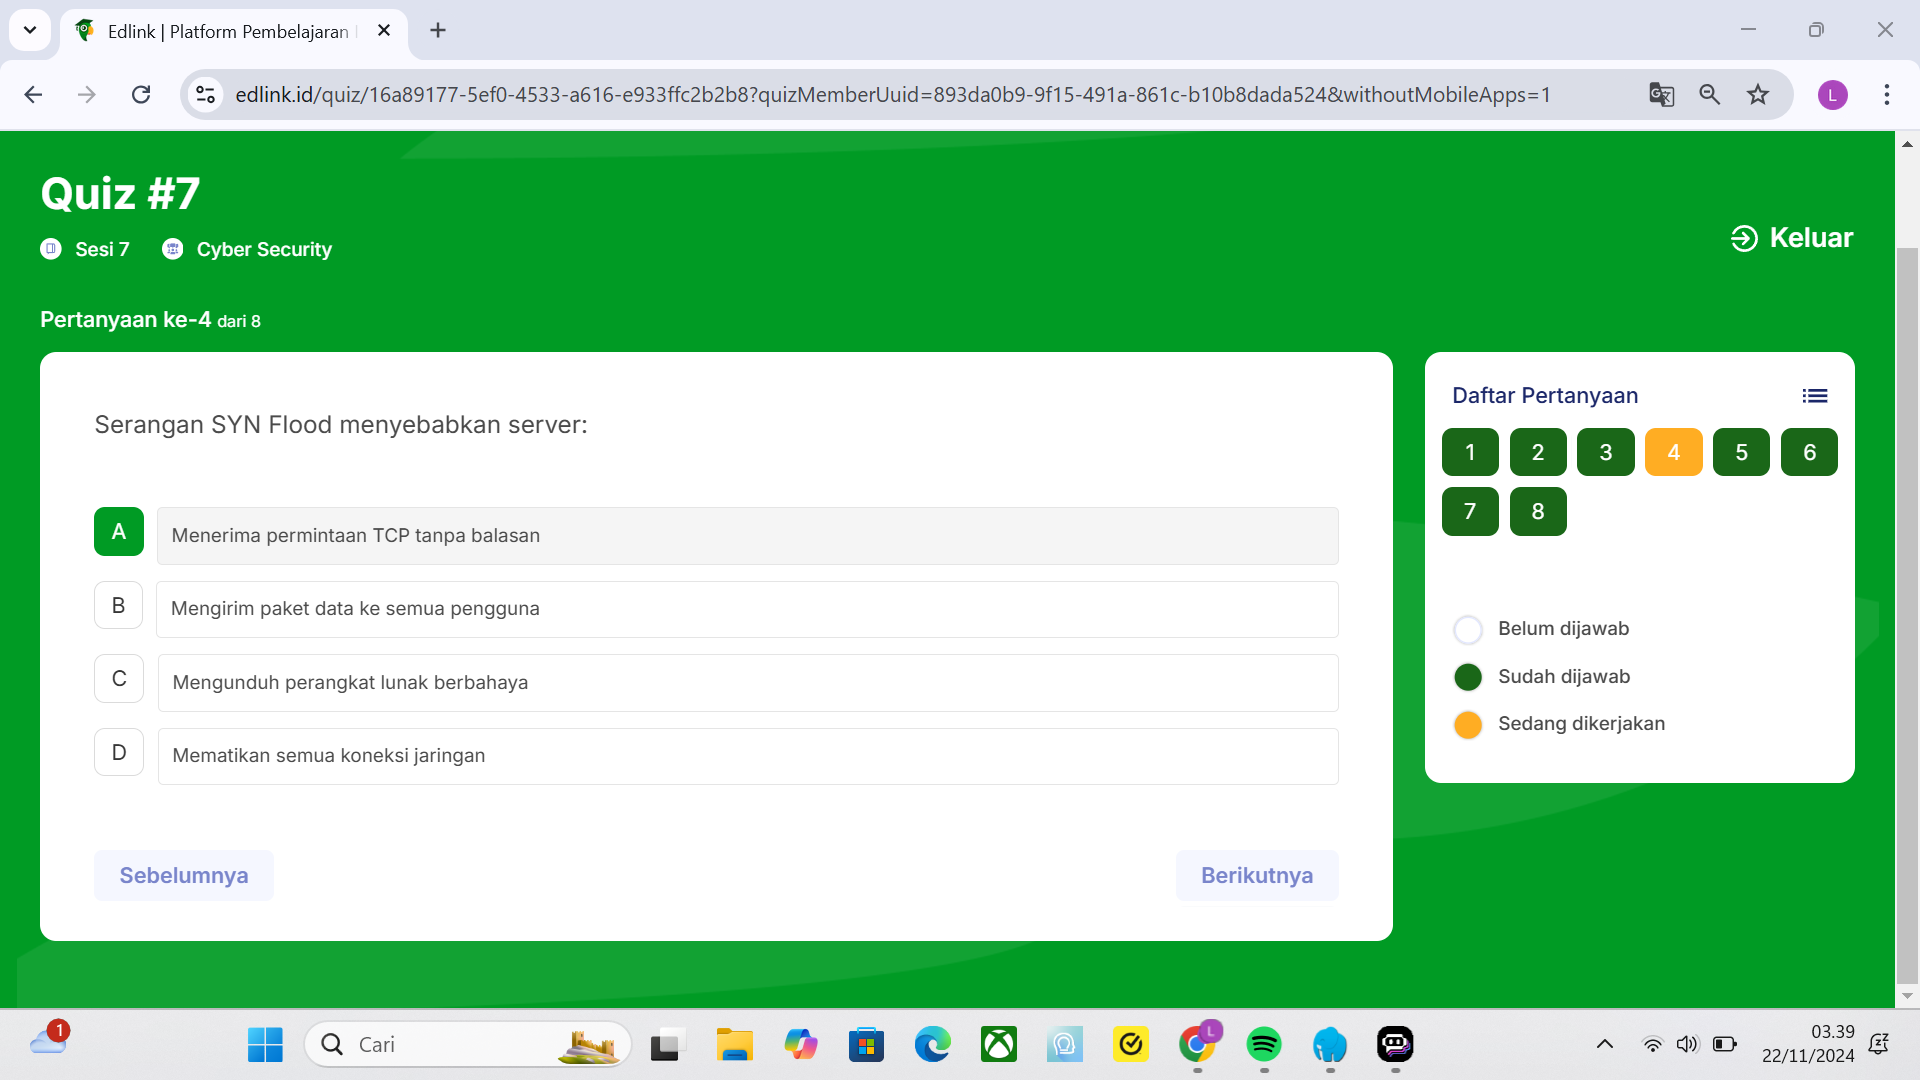 Edlink | Platform Pembelajaran
edlink.id/quiz/16a89177-5ef0-4533-a616-e933ffc2b2b8?quizMemberUuid=893da0b9-9f15-491a-861c-b10b8dada524&withoutMobileApps=1
L
Quiz #7
Sesi 7 Cyber Security
Keluar
Pertanyaan ke-4 dari 8
Serangan SYN Flood menyebabkan server:
A Menerima permintaan TCP tanpa balasan
B Mengirim paket data ke semua pengguna
C Mengunduh perangkat lunak berbahaya
D Mematikan semua koneksi jaringan
Sebelumnya
Berikutnya
Daftar Pertanyaan
1 2 3 4 5 6
7 8
Belum dijawab
Sudah dijawab
Sedang dikerjakan
1
Cari
L
03.39
22/11/2024